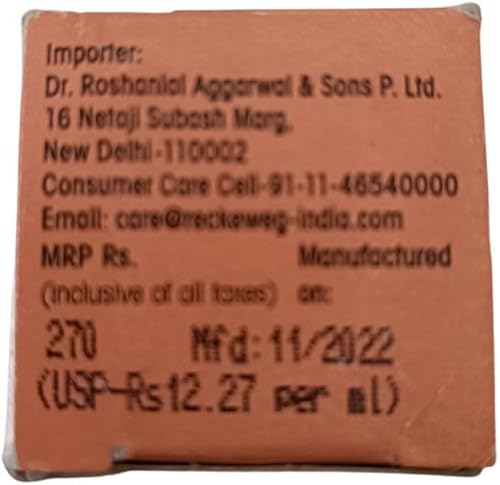 Importer:
Dr. Roshanlal Aggarwal & Sons P. Ltd.
16 Netaji Subash Marg,
New Delhi-110002
Consumer Care Cell-91-11-46540000
Email: care@reckeweg-india.com
MRP Rs. Manufactured
(inclusive of all taxes) on:
270 Mfd:11/2022
(USP-Rs12.27 per ml)